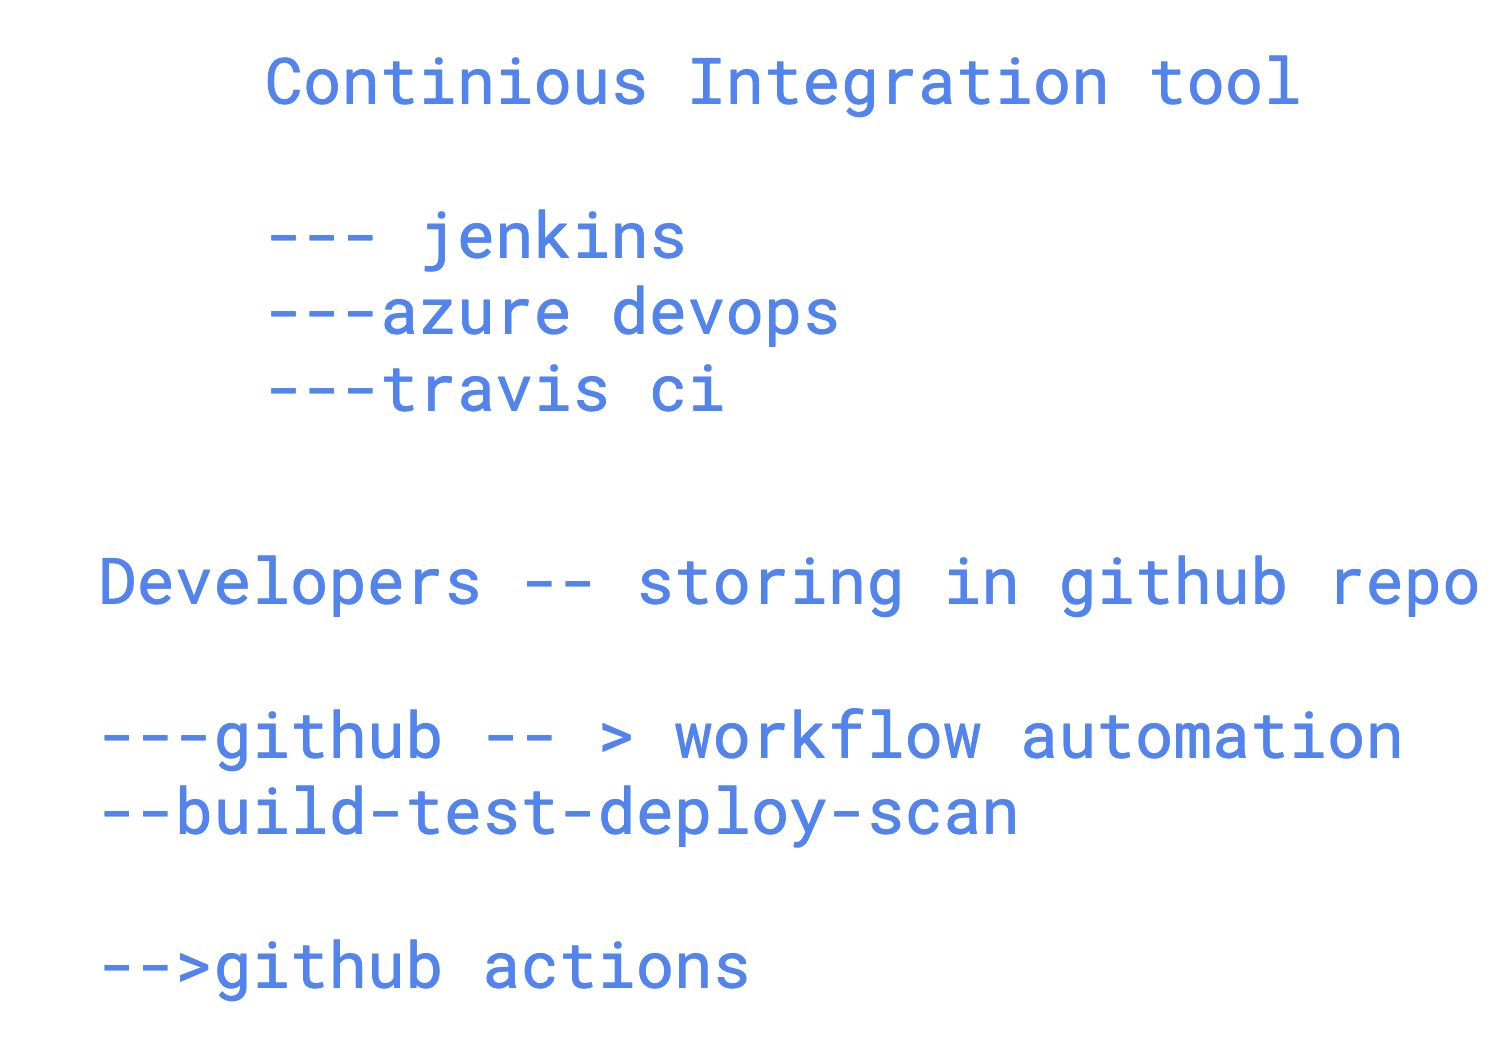 Continious Integration tool
--- jenkins
---azure devops
---travis ci
Developers -- storing in github repo
---github -- > workflow automation
--build-test-deploy-scan
-->github actions